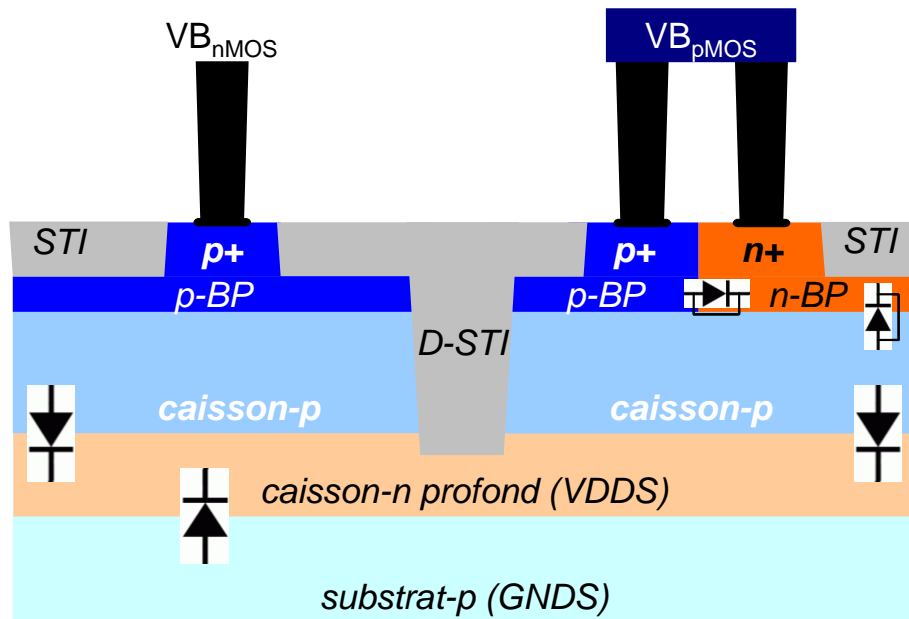 VBnMOS
VBpMOS
STI
p+
p+
n+
STI
p-BP
p-BP
n-BP
D-STI
caisson-p
caisson-p
caisson-n profond (VDDS)
substrat-p (GNDS)